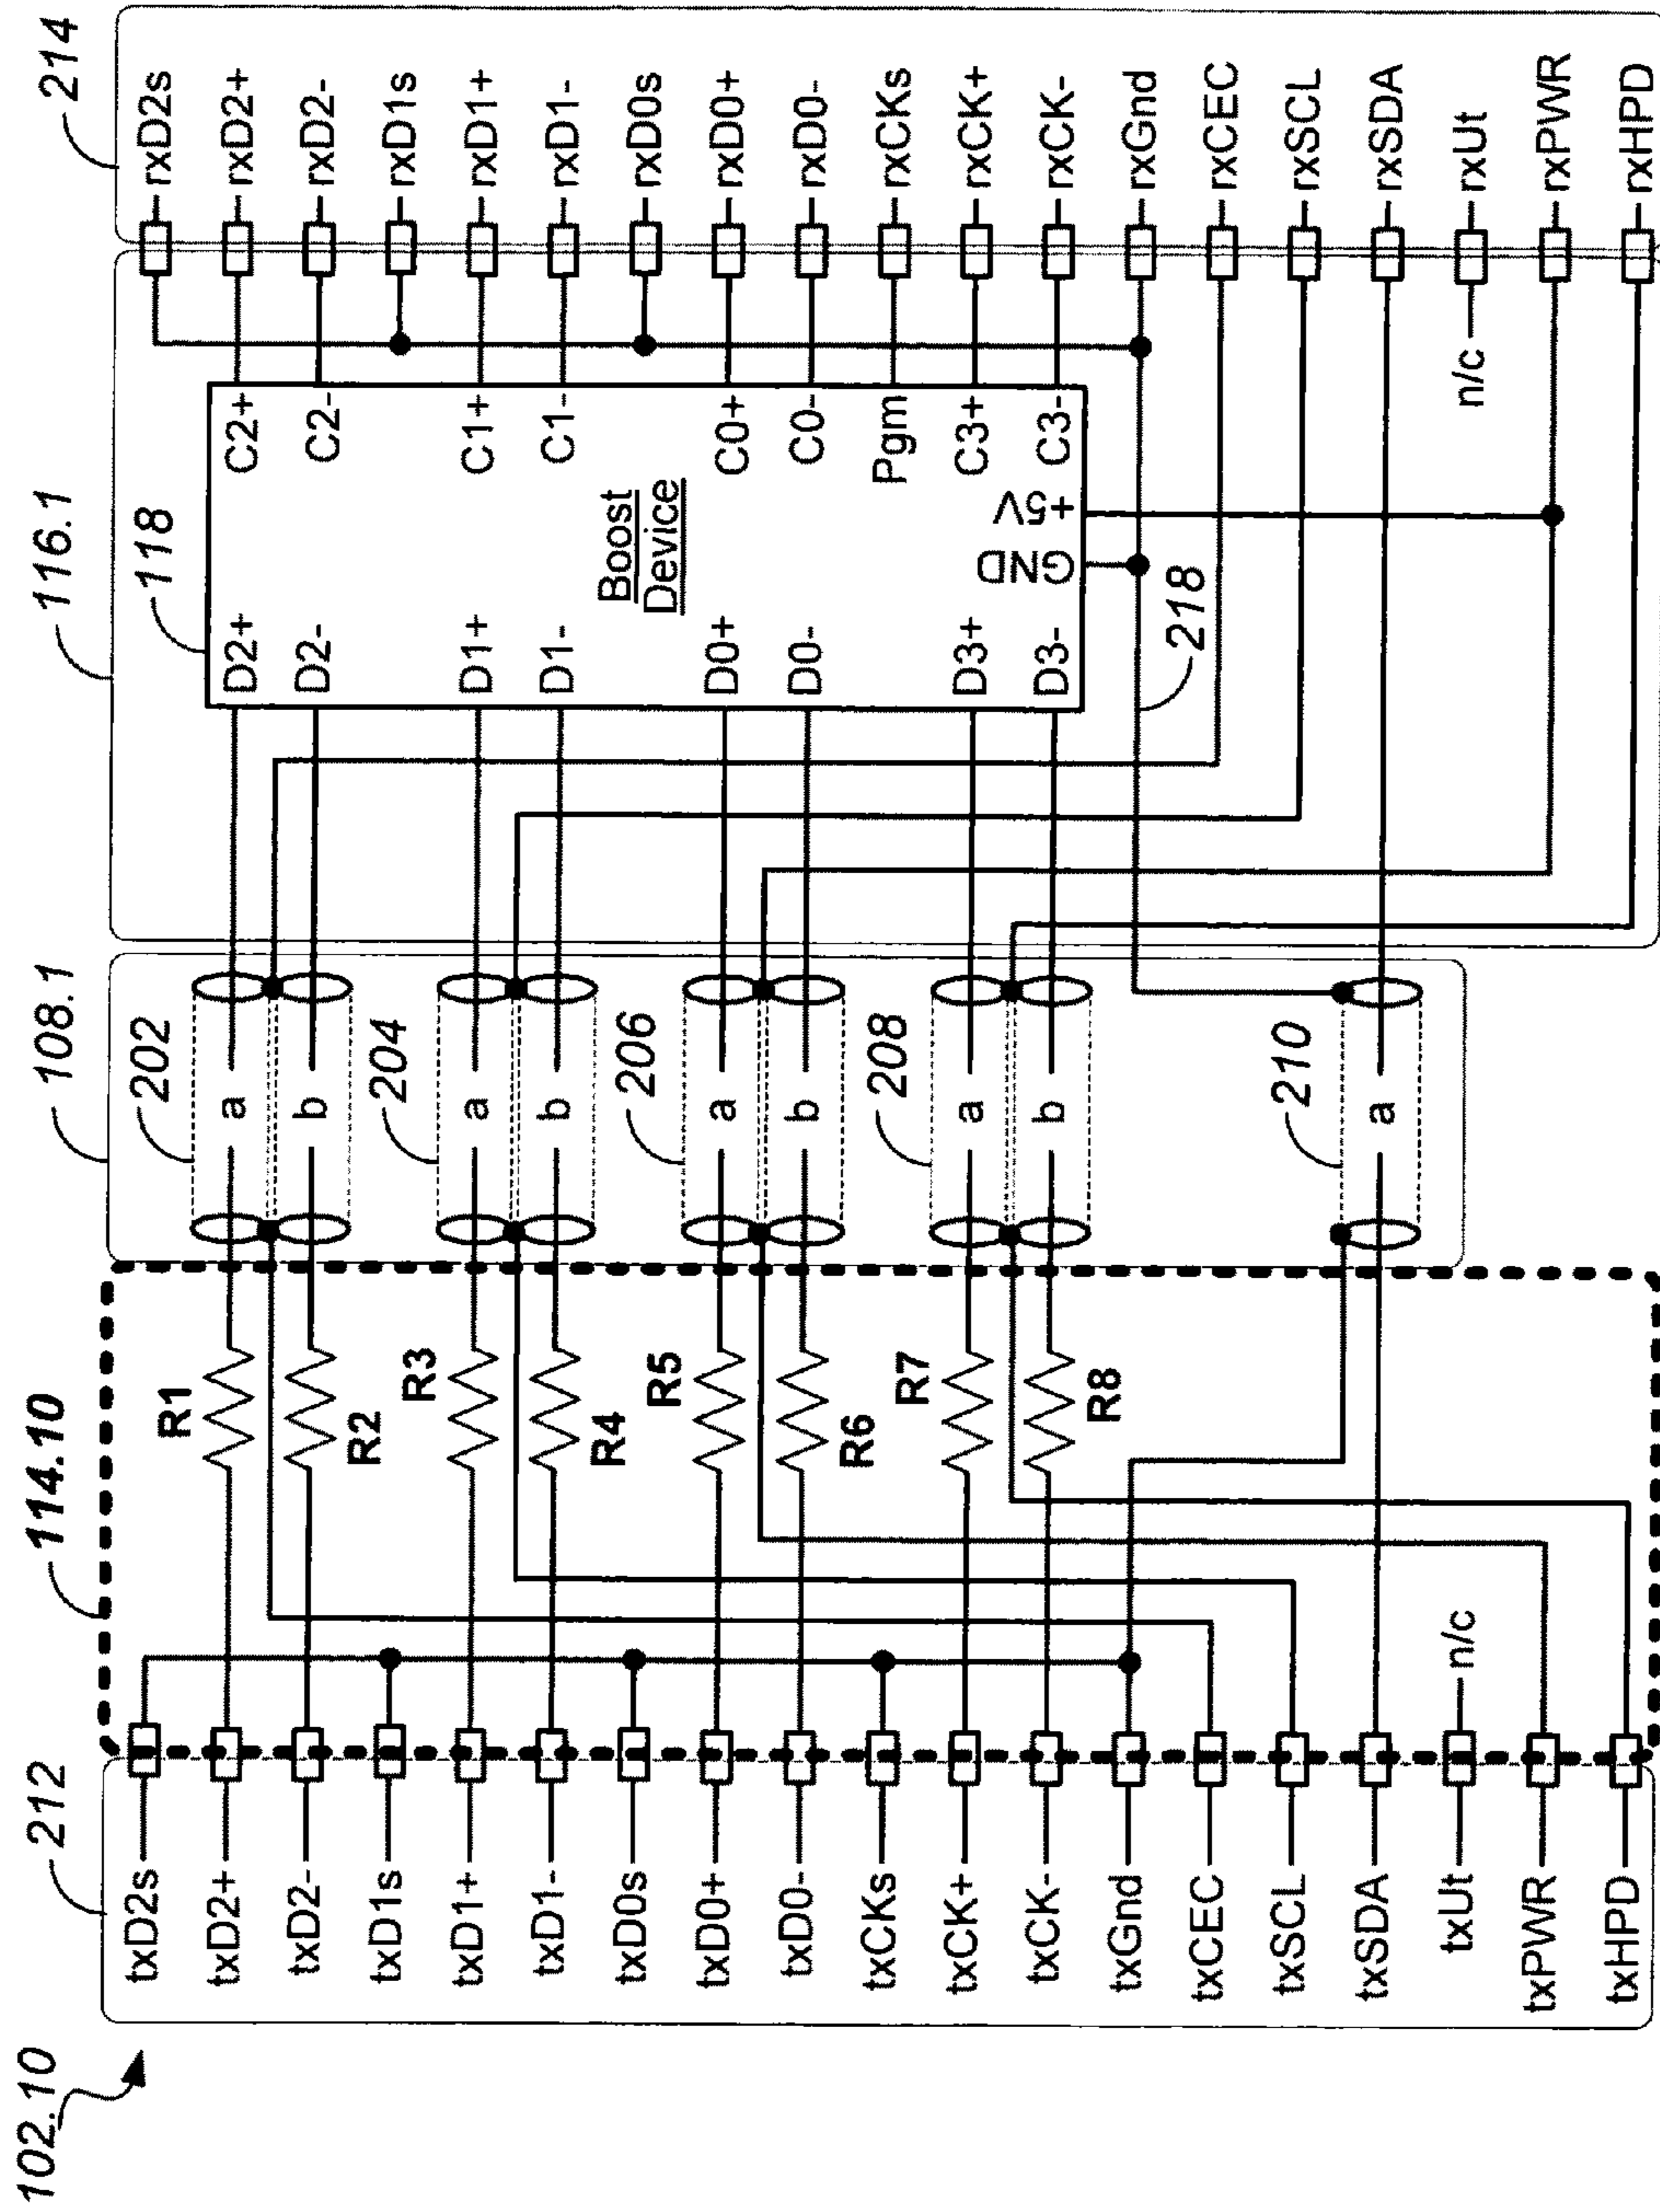 102.10
212
114.10
108.1
116.1
214
txD2s
txD2+
txD2-
txD1s
txD1+
txD1-
txD0s
txD0+
txD0-
txCKs
txCK+
txCK-
txGnd
txCEC
txSCL
txSDA
txUt
n/c
txPWR
txHPD
R1
R2
R3
R4
R5
R6
R7
R8
202
a
b
204
a
b
206
a
b
208
a
b
210
a
118
D2+
D2-
D1+
D1-
D0+
D0-
D3+
D3-
Boost
Device
GND
+5V
C2+
C2-
C1+
C1-
C0+
C0-
Pgm
C3+
C3-
218
n/c
rxD2s
rxD2+
rxD2-
rxD1s
rxD1+
rxD1-
rxD0s
rxD0+
rxD0-
rxCKs
rxCK+
rxCK-
rxGnd
rxCEC
rxSCL
rxSDA
rxUt
rxPWR
rxHPD